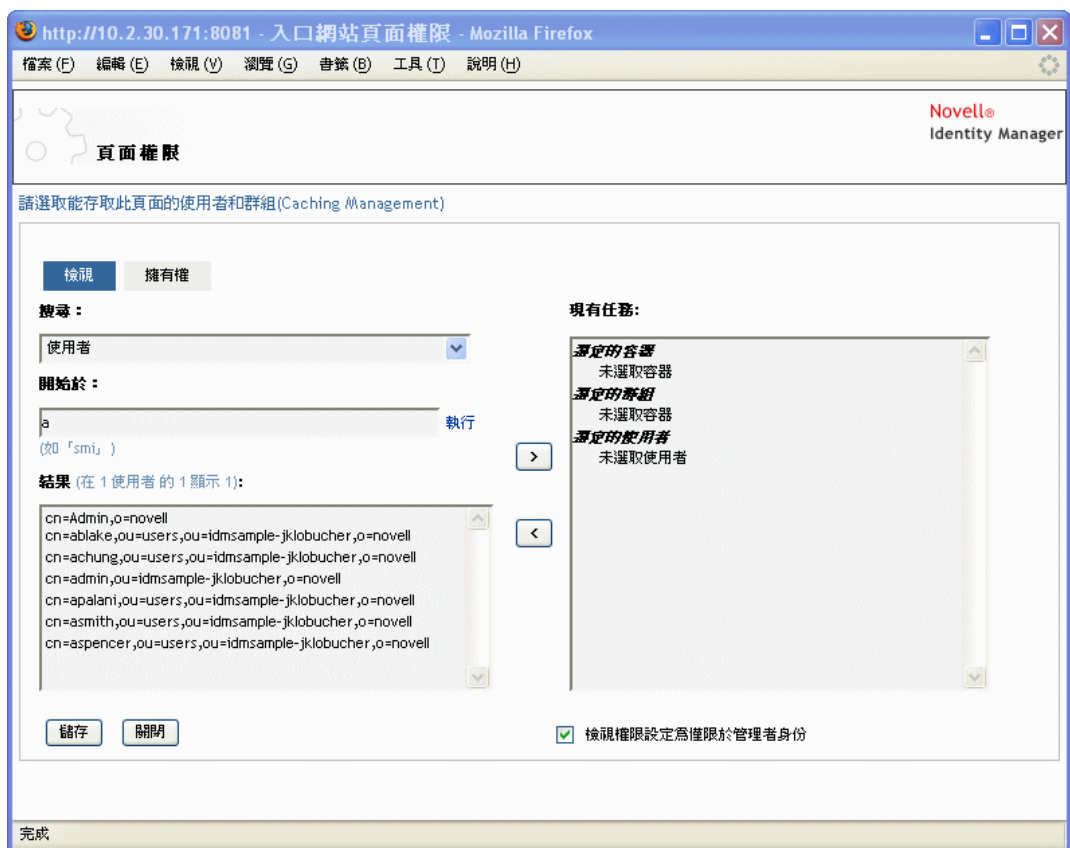 http://10.2.30.171:8081 - 入口網站頁面權限 - Mozilla Firefox
檔案(F) 編輯(E) 檢視(V) 瀏覽(G) 書籤(B) 工具(T) 說明(H)
Novell®
Identity Manager
頁面權限
請選取能存取此頁面的使用者和群組(Caching Management)
檢視 擁有權
搜尋：
使用者
開始於：
a 執行
(如「smi」)
結果 (在 1 使用者 的 1 顯示 1):
cn=Admin,o=novell
cn=ablake,ou=users,ou=idmsample-jklobucher,o=novell
cn=achung,ou=users,ou=idmsample-jklobucher,o=novell
cn=admin,ou=idmsample-jklobucher,o=novell
cn=apalani,ou=users,ou=idmsample-jklobucher,o=novell
cn=asmith,ou=users,ou=idmsample-jklobucher,o=novell
cn=aspencer,ou=users,ou=idmsample-jklobucher,o=novell
>
<
現有任務:
選定的容器
未選取容器
選定的群組
未選取容器
選定的使用者
未選取使用者
儲存 關閉
檢視權限設定為僅限於管理者身份
完成